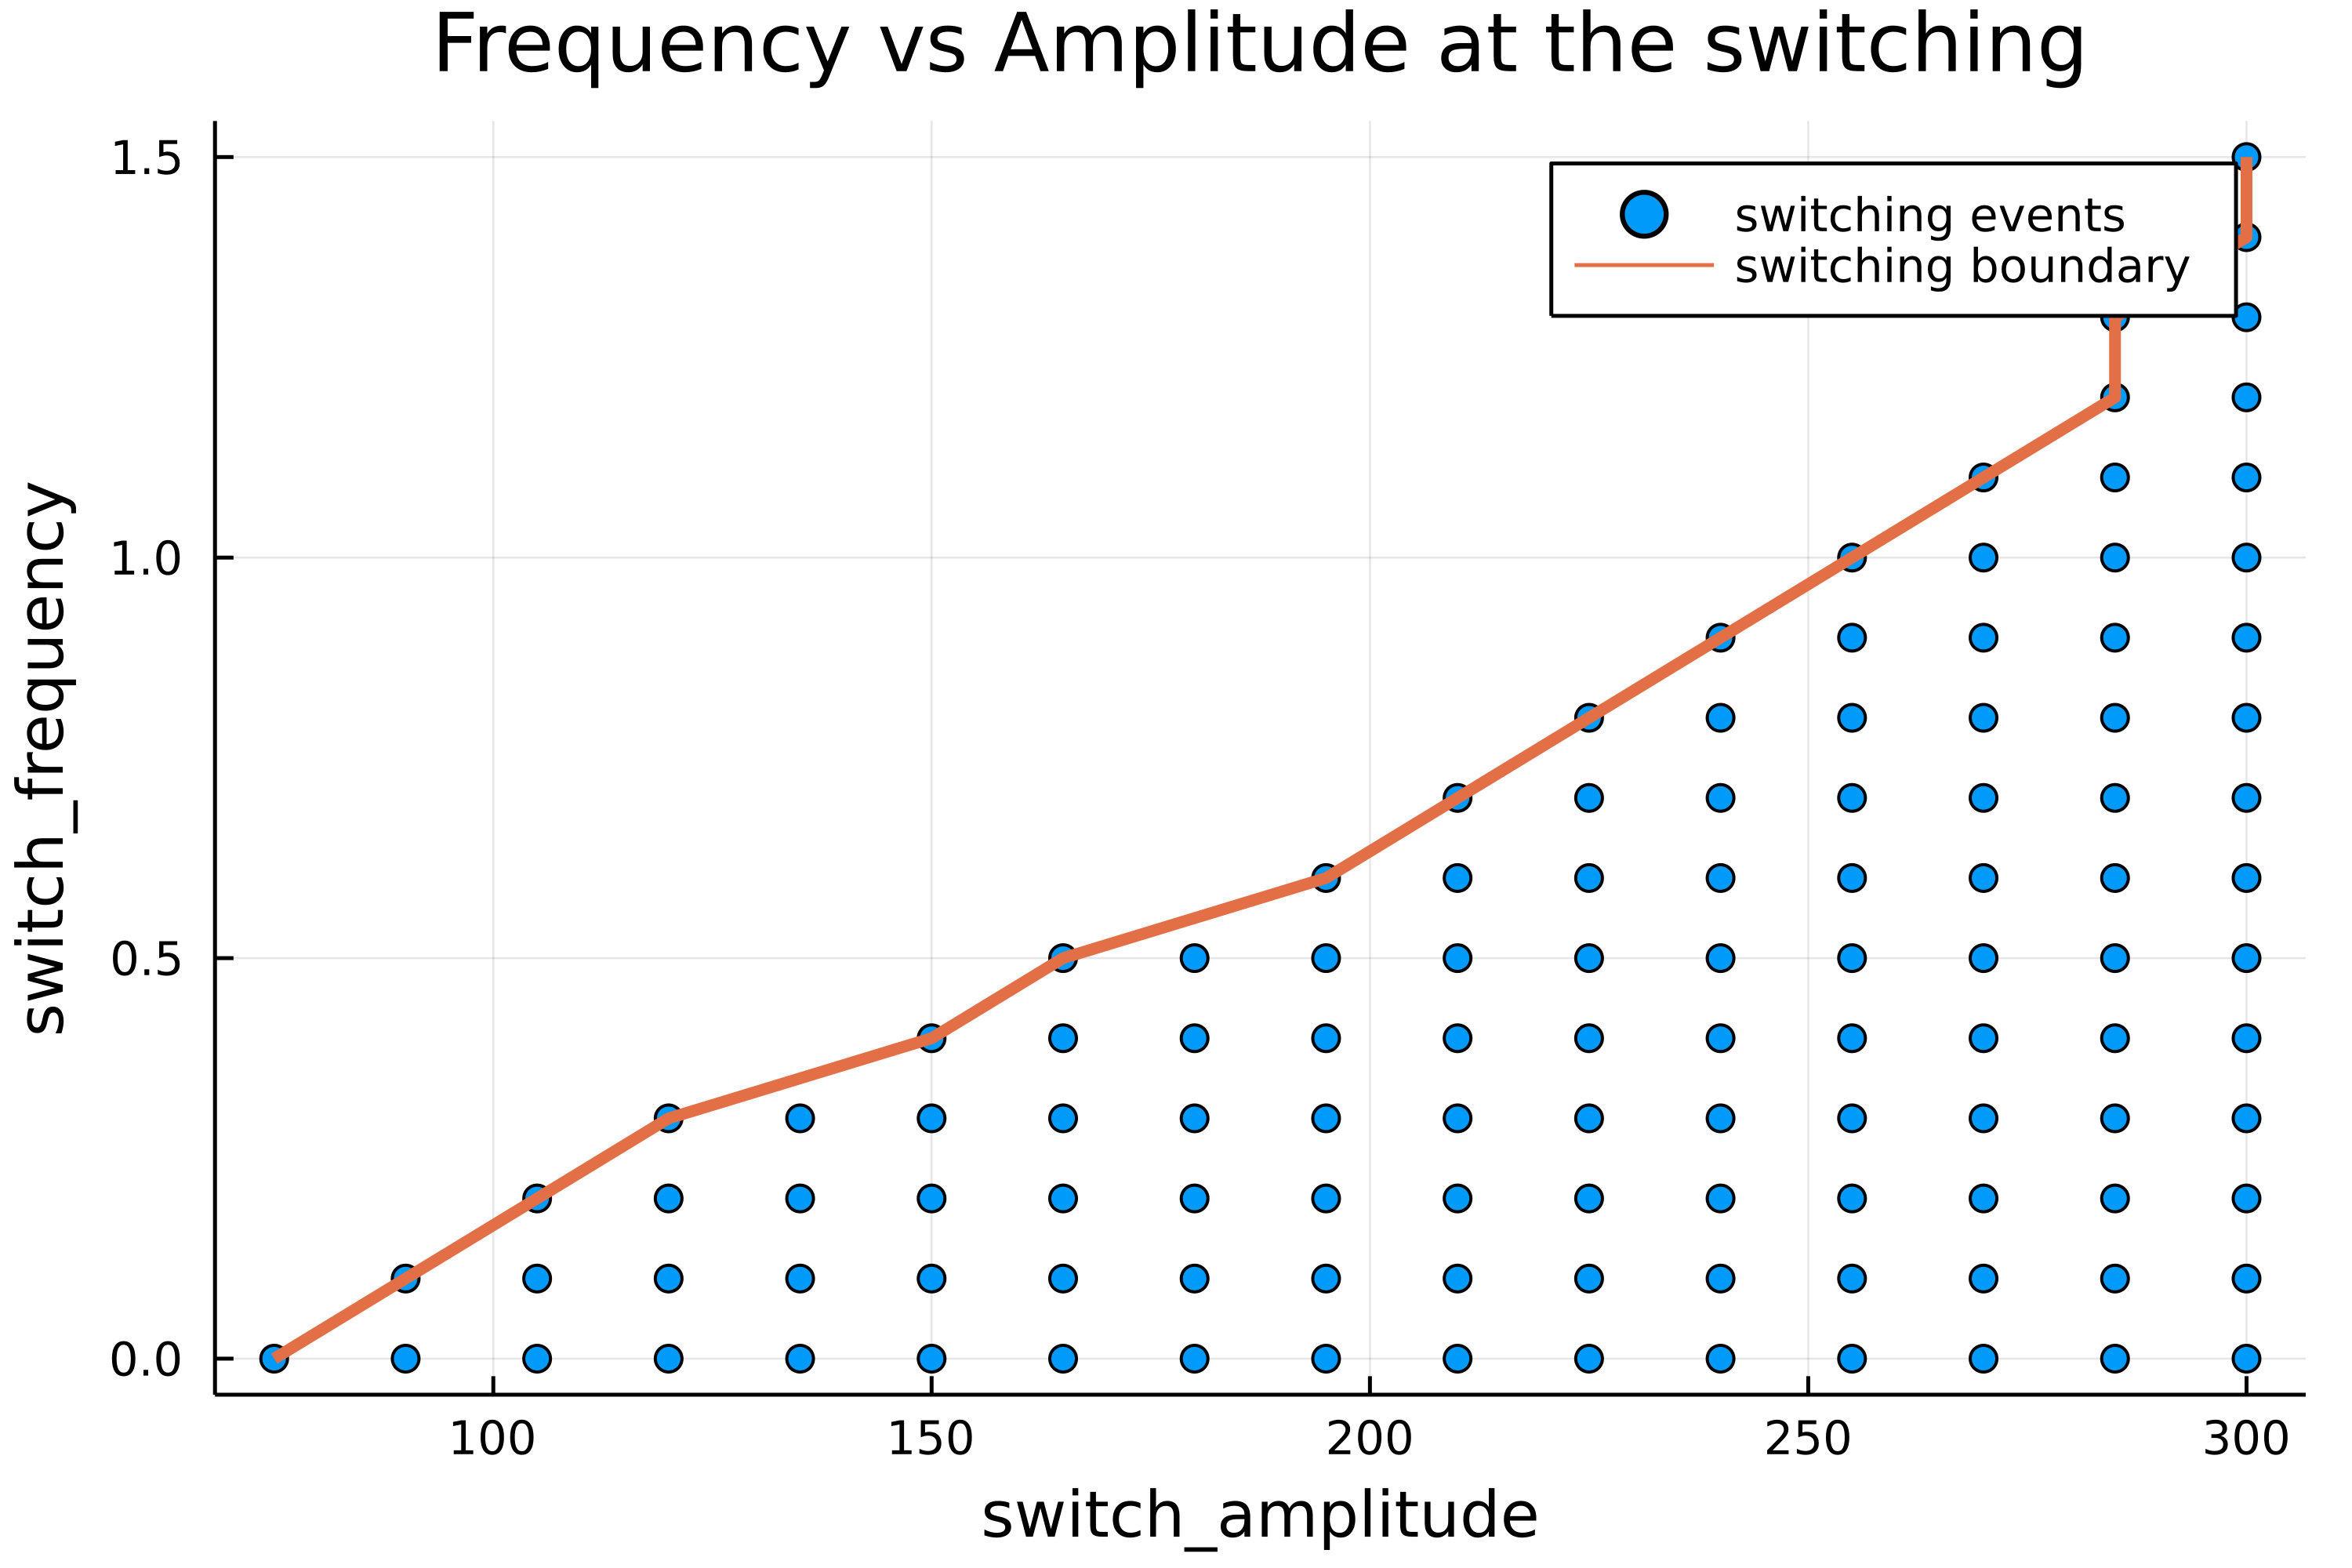 Frequency vs Amplitude at the switching
switch_frequency
1.5
1.0
0.5
0.0
switching events
switching boundary
100
150
200
250
300
switch_amplitude